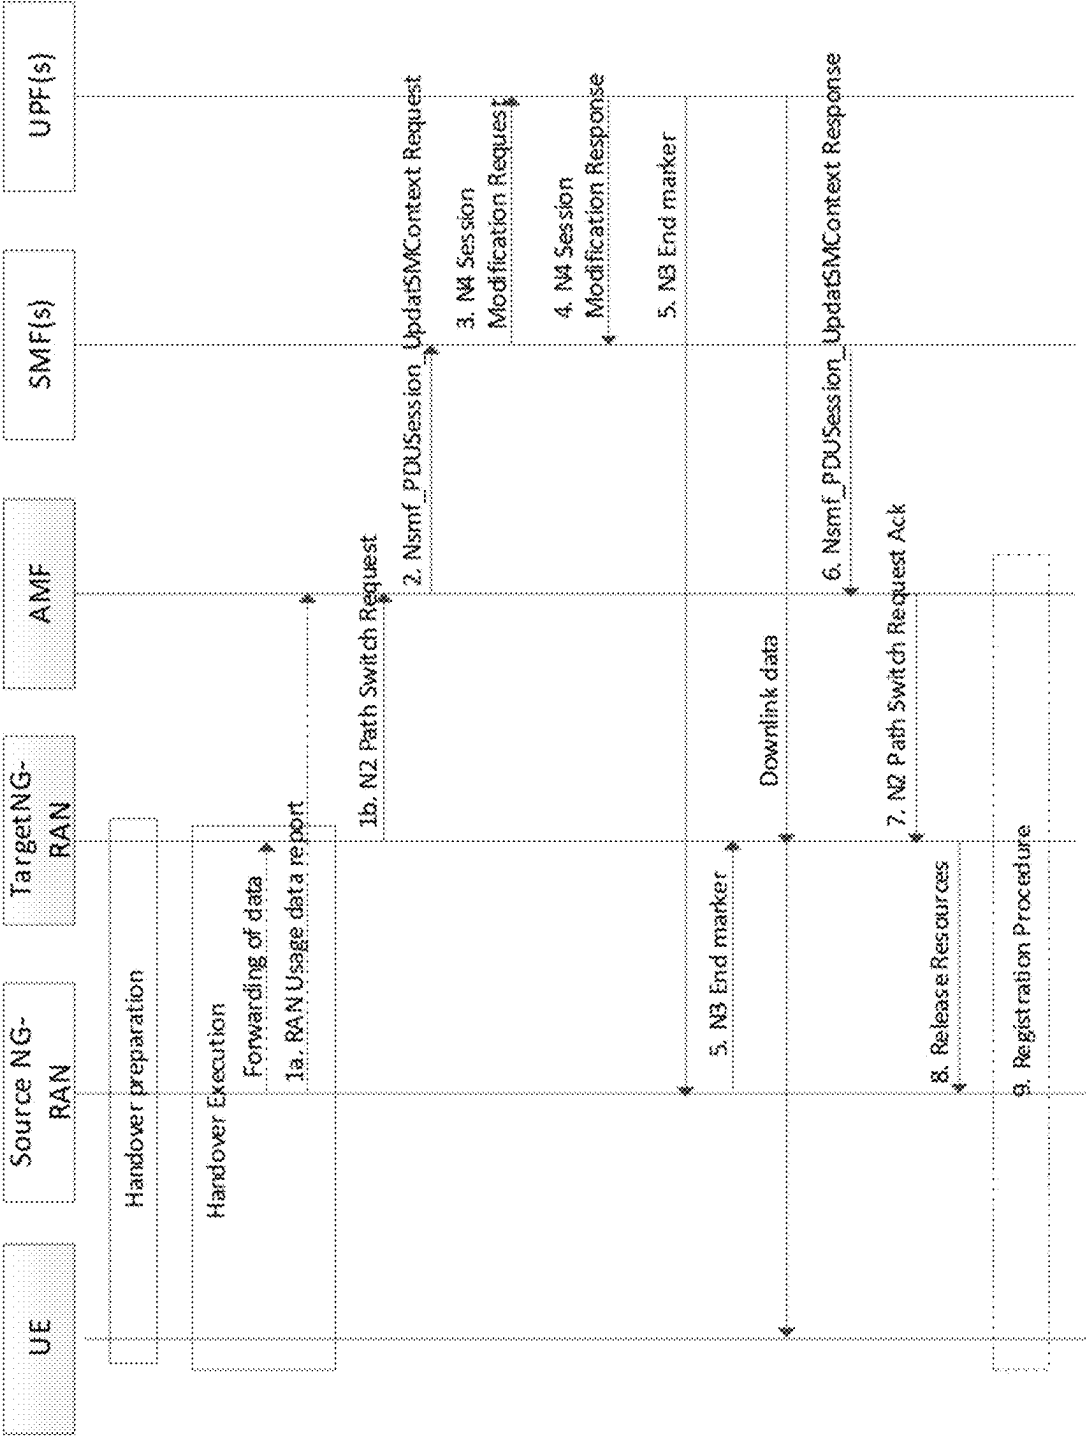 UE
Source NG-
RAN
TargetNG-
RAN
AMF
SMF(s)
UPF(s)
Handover preparation
Handover Execution
Forwarding of data
1a. RAN Usage data report
1b. N2 Path Switch Request
2. Nsmf_PDUSession_UpdatSMContext Request
3. N4 Session
Modification Request
4. N4 Session
Modification Response
5. N3 End marker
5. N3 End marker
Downlink data
6. Nsmf_PDUSession_UpdatSMContext Response
7. N2 Path Switch Request Ack
8. Release Resources
9. Registration Procedure